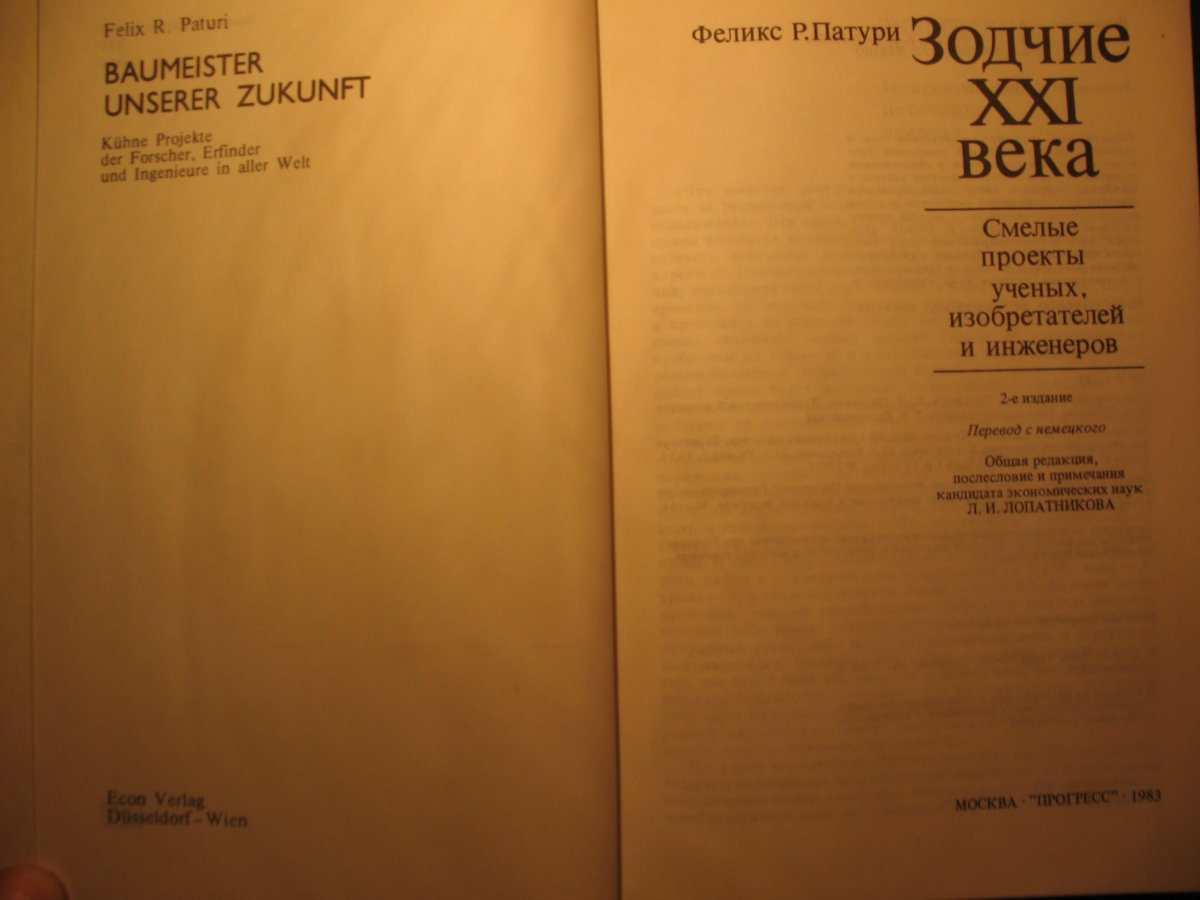 Felix R. Paturi
BAUMEISTER
UNSERER ZUKUNFT
Kühne Projekte
der Forscher, Erfinder
und Ingenieure in aller Welt
Econ Verlag
Düsseldorf – Wien
Феликс Р.Патури
Зодчие
XXI
века
Смелые
проекты
ученых,
изобретателей
и инженеров
2-е издание
Перевод с немецкого
Общая редакция,
послесловие и примечания
кандидата экономических наук
Л. И. ЛОПАТНИКОВА
МОСКВА · "ПРОГРЕСС" · 1983